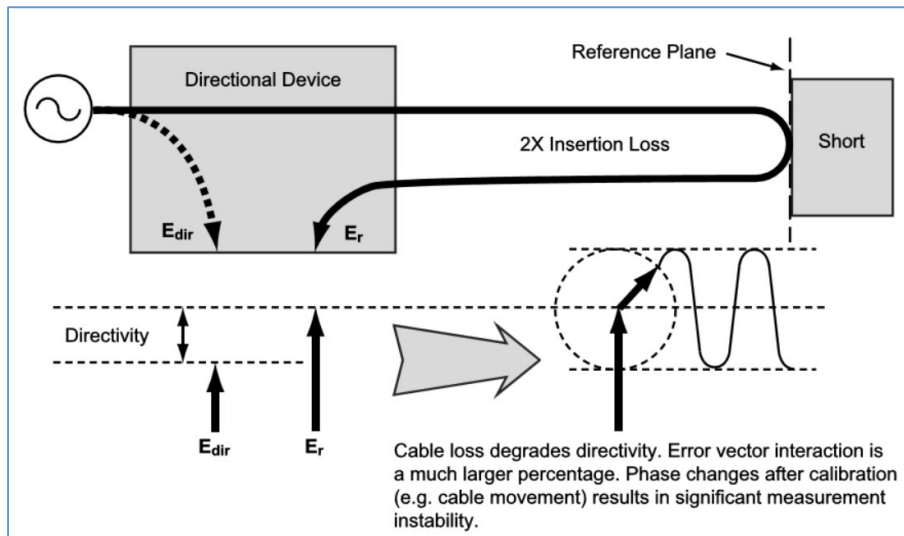 Reference Plane
Directional Device
2X Insertion Loss
Short
Edir
Er
Directivity
Edir
Er
Cable loss degrades directivity. Error vector interaction is
a much larger percentage. Phase changes after calibration
(e.g. cable movement) results in significant measurement
instability.